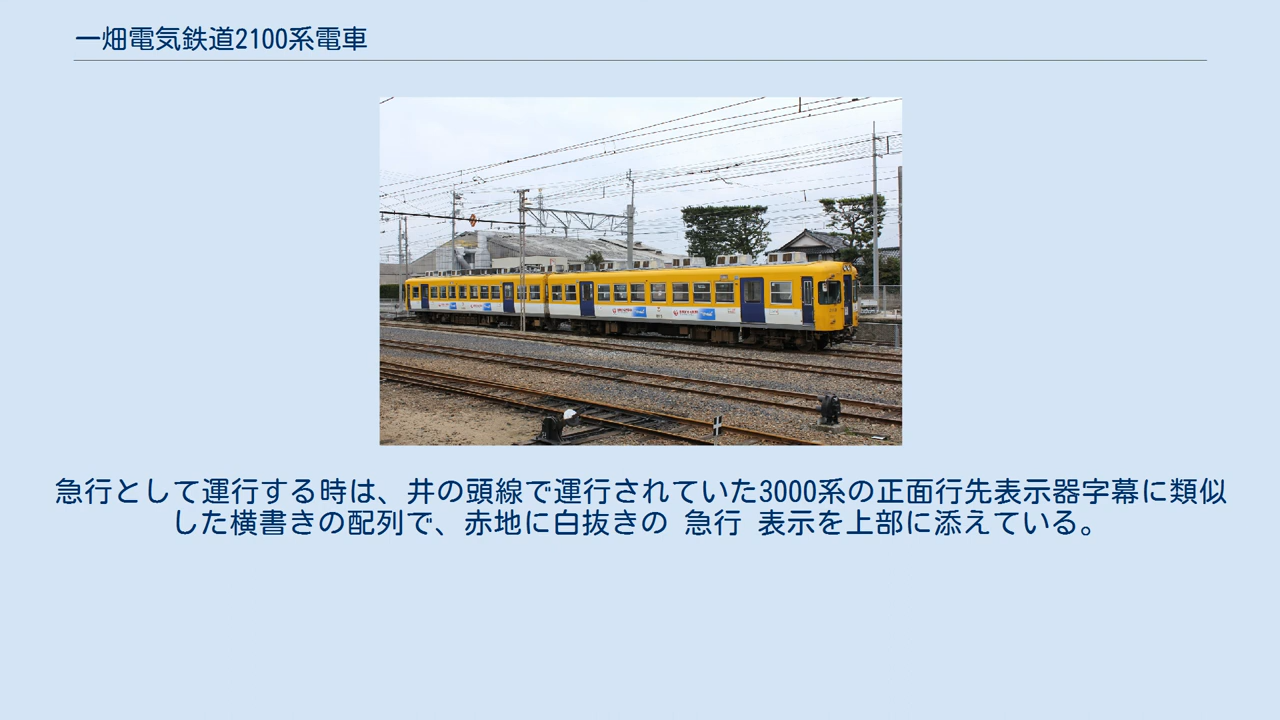 一畑電気鉄道2100系電車
急行として運行する時は、井の頭線で運行されていた3000系の正面行先表示器字幕に類似
した横書きの配列で、赤地に白抜きの 急行 表示を上部に添えている。